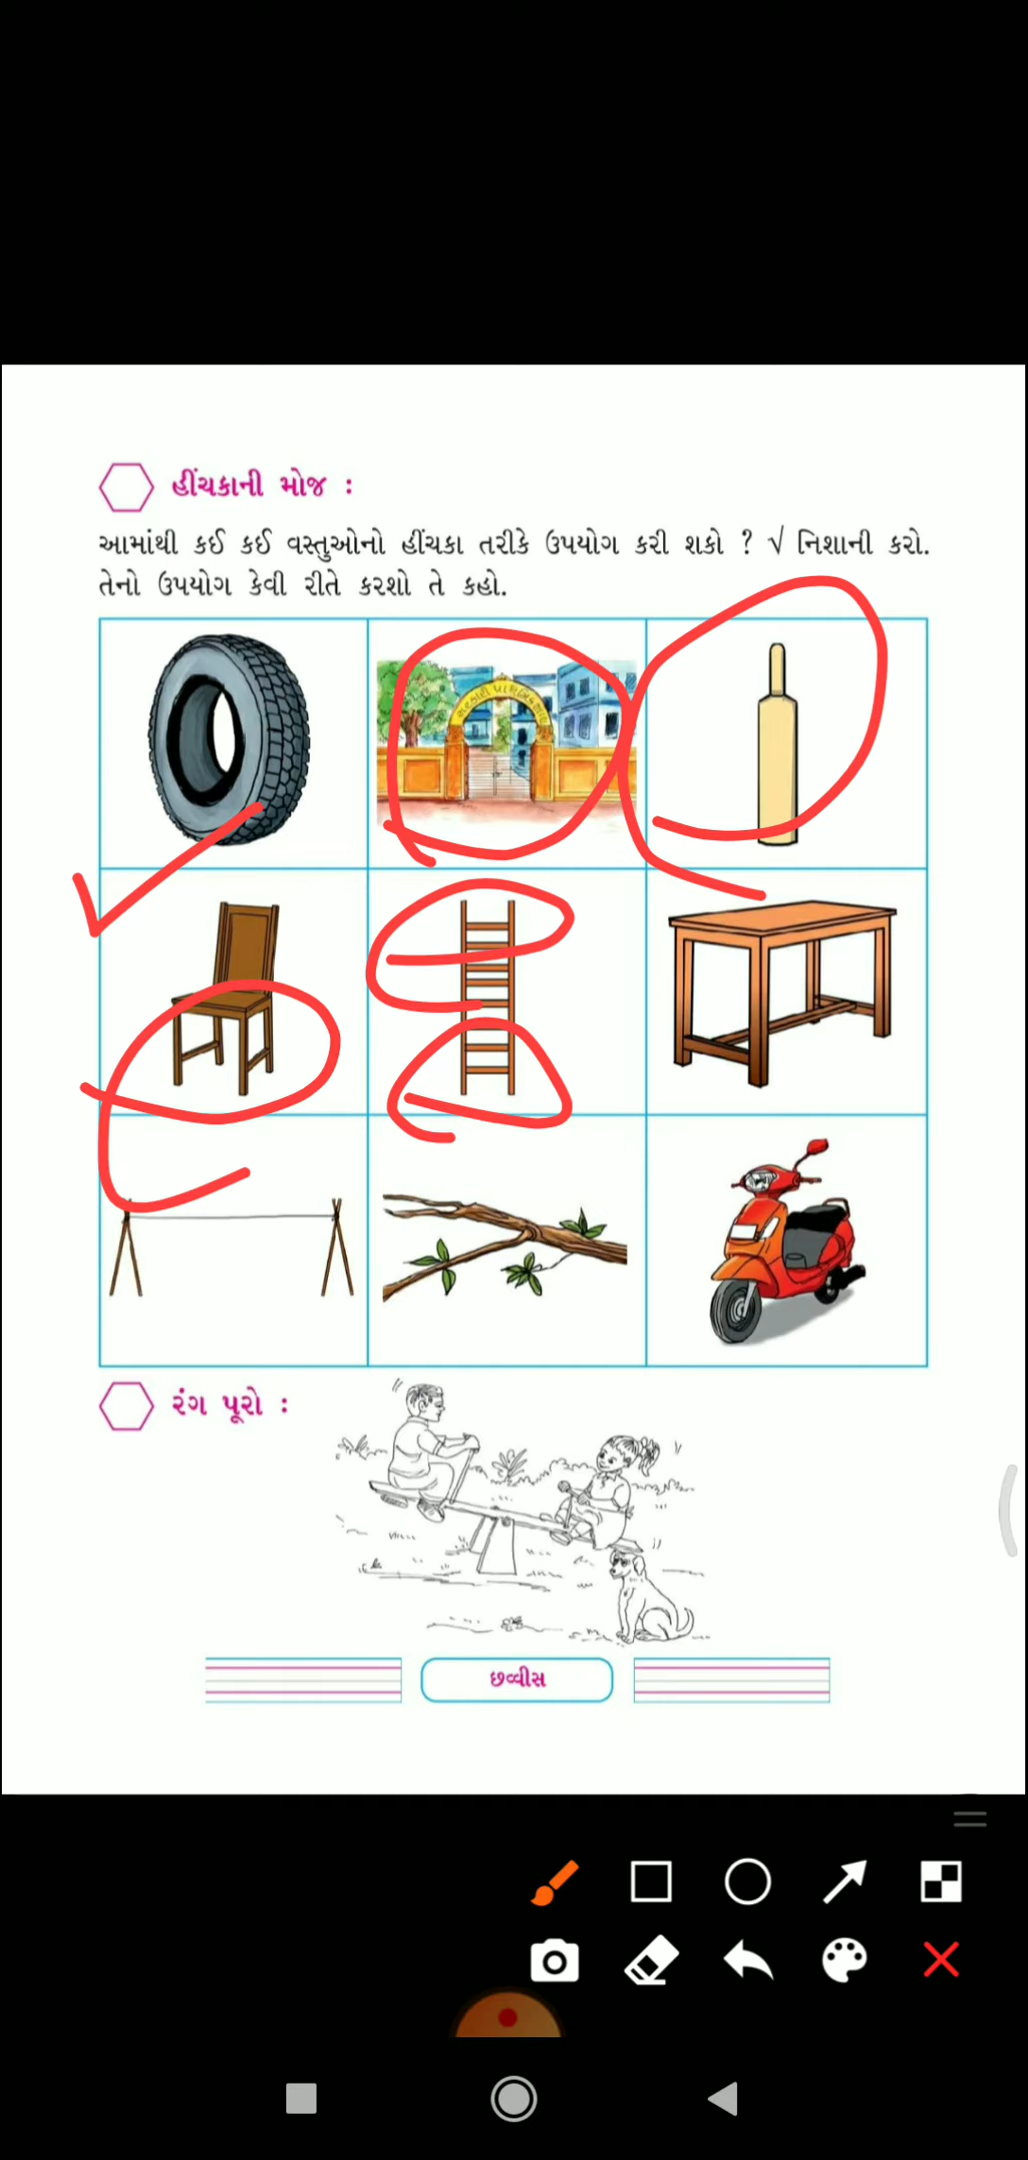 હીંચકાની મોજ :
આમાંથી કઈ કઈ વસ્તુઓનો હીંચકા તરીકે ઉપયોગ કરી શકો ? √ નિશાની કરો.
તેનો ઉપયોગ કેવી રીતે કરશો તે કહો.
રંગ પૂરો :
છવ્વીસ